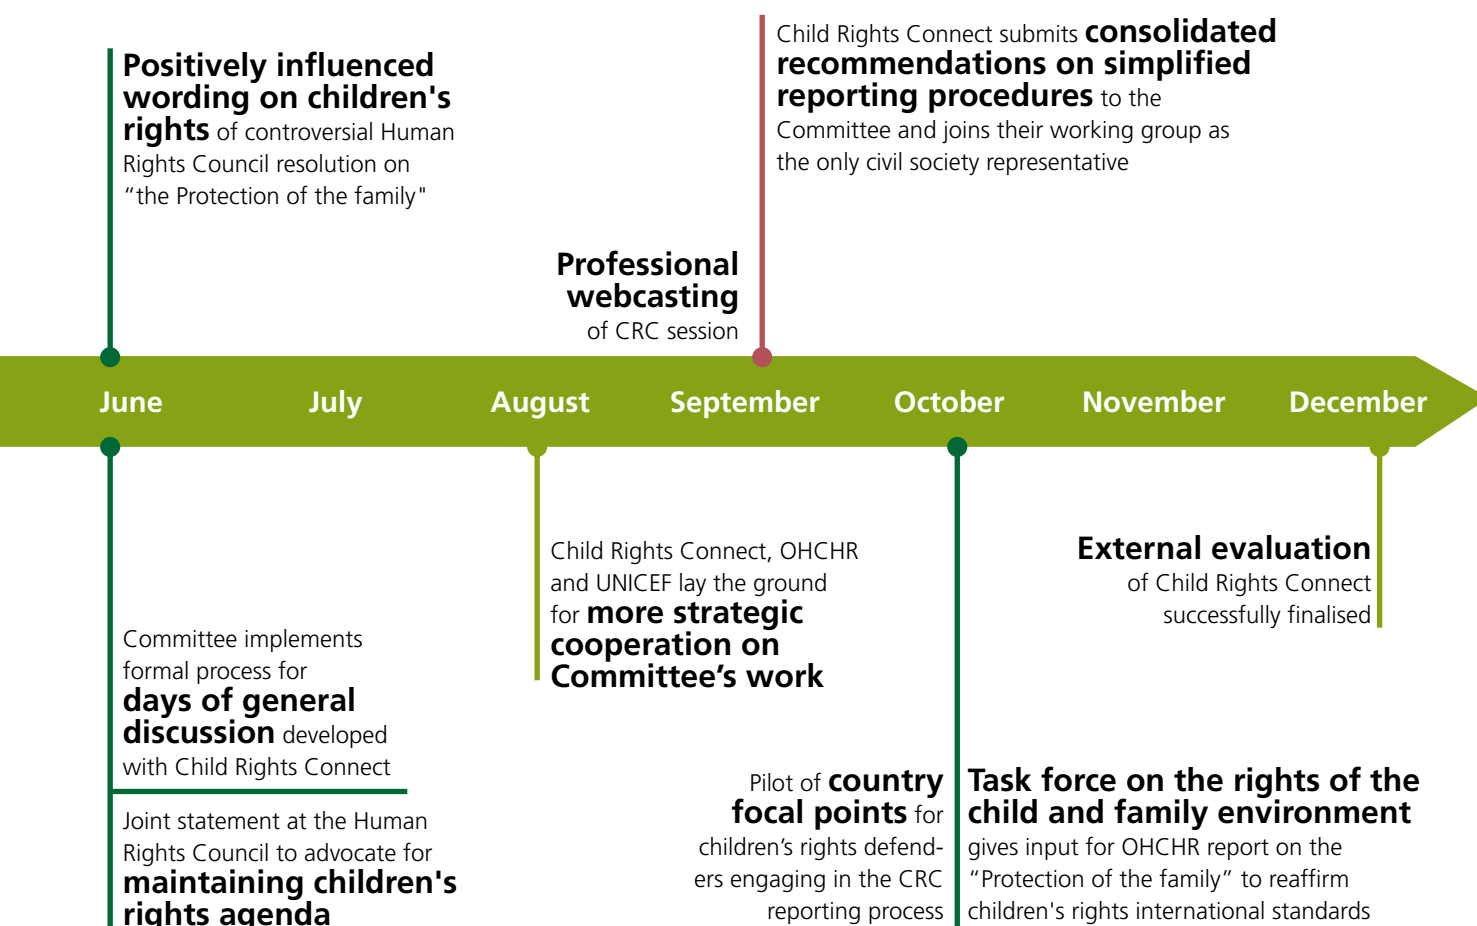 Positively influenced
wording on children's
rights of controversial Human
Rights Council resolution on
“the Protection of the family"
Child Rights Connect submits consolidated
recommendations on simplified
reporting procedures to the
Committee and joins their working group as
the only civil society representative
Professional
webcasting
of CRC session
June July August September October November December
Child Rights Connect, OHCHR
and UNICEF lay the ground
for more strategic
cooperation on
Committee’s work
External evaluation
of Child Rights Connect
successfully finalised
Committee implements
formal process for
days of general
discussion developed
with Child Rights Connect
Joint statement at the Human
Rights Council to advocate for
maintaining children's
rights agenda
Pilot of country
focal points for
children’s rights defend-
ers engaging in the CRC
reporting process
Task force on the rights of the
child and family environment
gives input for OHCHR report on the
“Protection of the family” to reaffirm
children's rights international standards